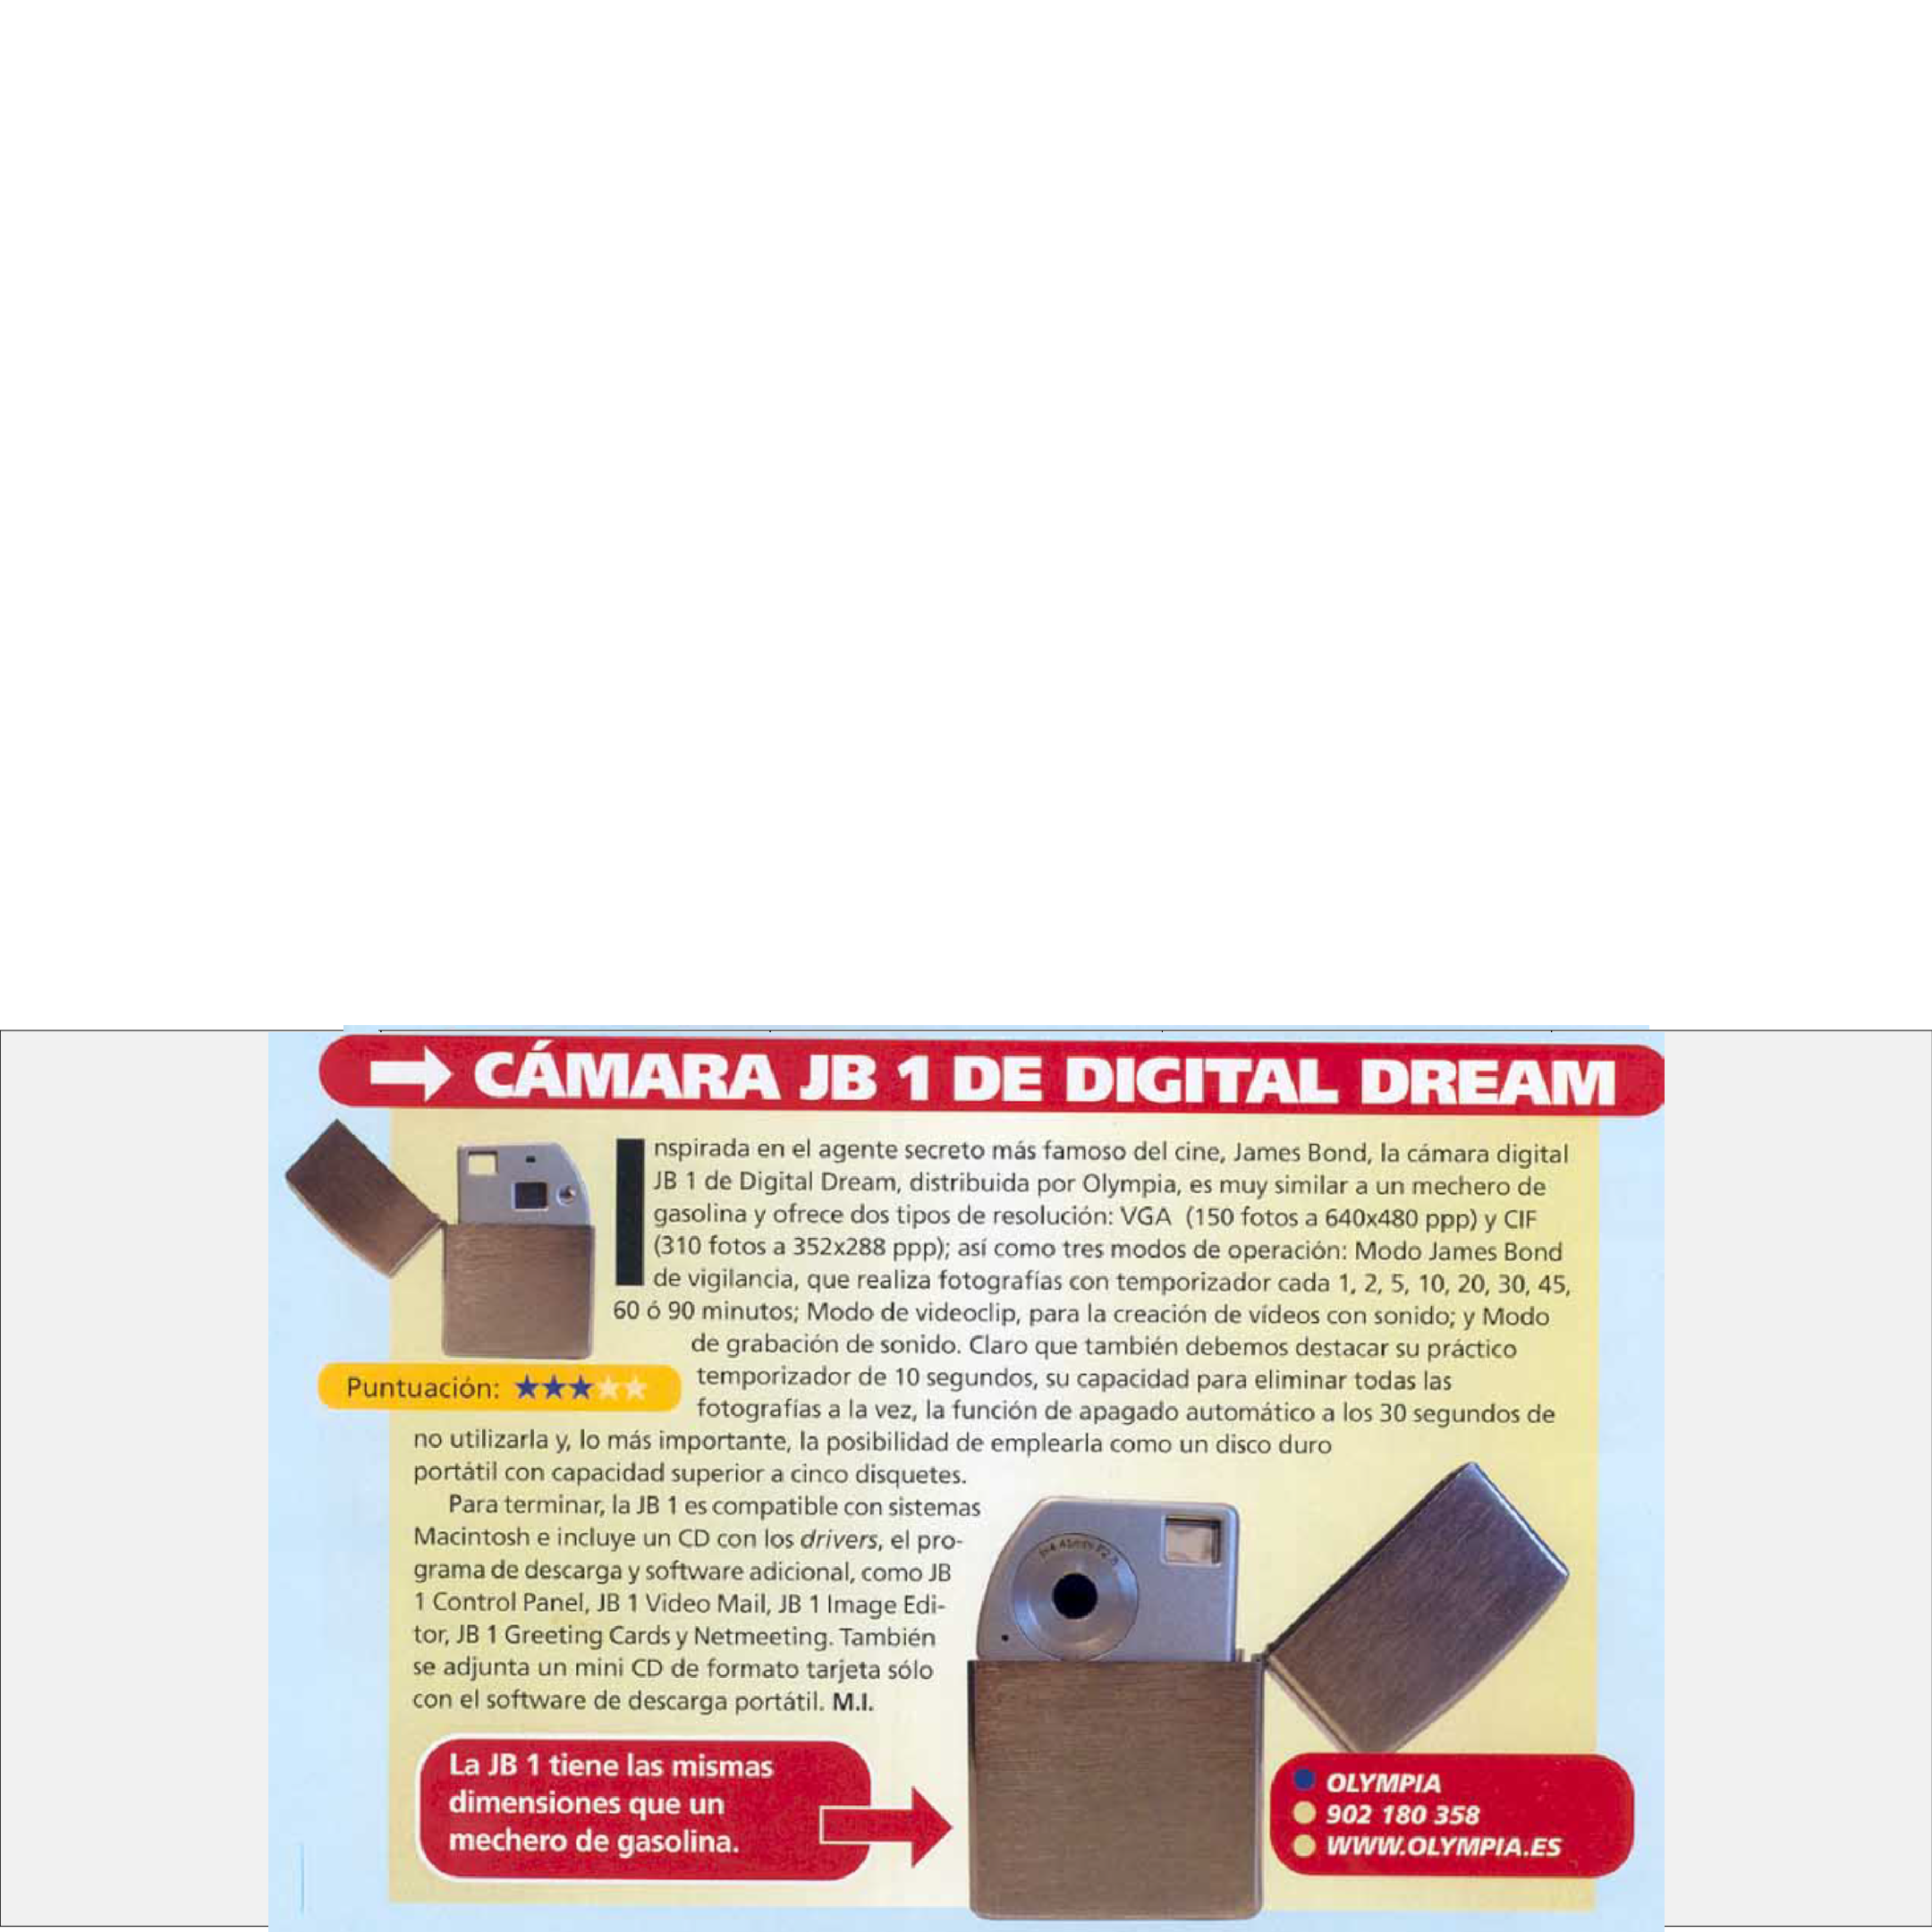 CÁMARA JB 1 DE DIGITAL DREAM
Inspirada en el agente secreto más famoso del cine, James Bond, la cámara digital
JB 1 de Digital Dream, distribuida por Olympia, es muy similar a un mechero de
gasolina y ofrece dos tipos de resolución: VGA (150 fotos a 640x480 ppp) y CIF
(310 fotos a 352x288 ppp); así como tres modos de operación: Modo James Bond
de vigilancia, que realiza fotografías con temporizador cada 1, 2, 5, 10, 20, 30, 45,
60 ó 90 minutos; Modo de videoclip, para la creación de vídeos con sonido; y Modo
de grabación de sonido. Claro que también debemos destacar su práctico
temporizador de 10 segundos, su capacidad para eliminar todas las
fotografías a la vez, la función de apagado automático a los 30 segundos de
no utilizarla y, lo más importante, la posibilidad de emplearla como un disco duro
portátil con capacidad superior a cinco disquetes.
Para terminar, la JB 1 es compatible con sistemas
Macintosh e incluye un CD con los drivers, el pro-
grama de descarga y software adicional, como JB
1 Control Panel, JB 1 Video Mail, JB 1 Image Edi-
tor, JB 1 Greeting Cards y Netmeeting. También
se adjunta un mini CD de formato tarjeta sólo
con el software de descarga portátil. M.I.
Puntuación:
La JB 1 tiene las mismas
dimensiones que un
mechero de gasolina.
OLYMPIA
902 180 358
WWW.OLYMPIA.ES